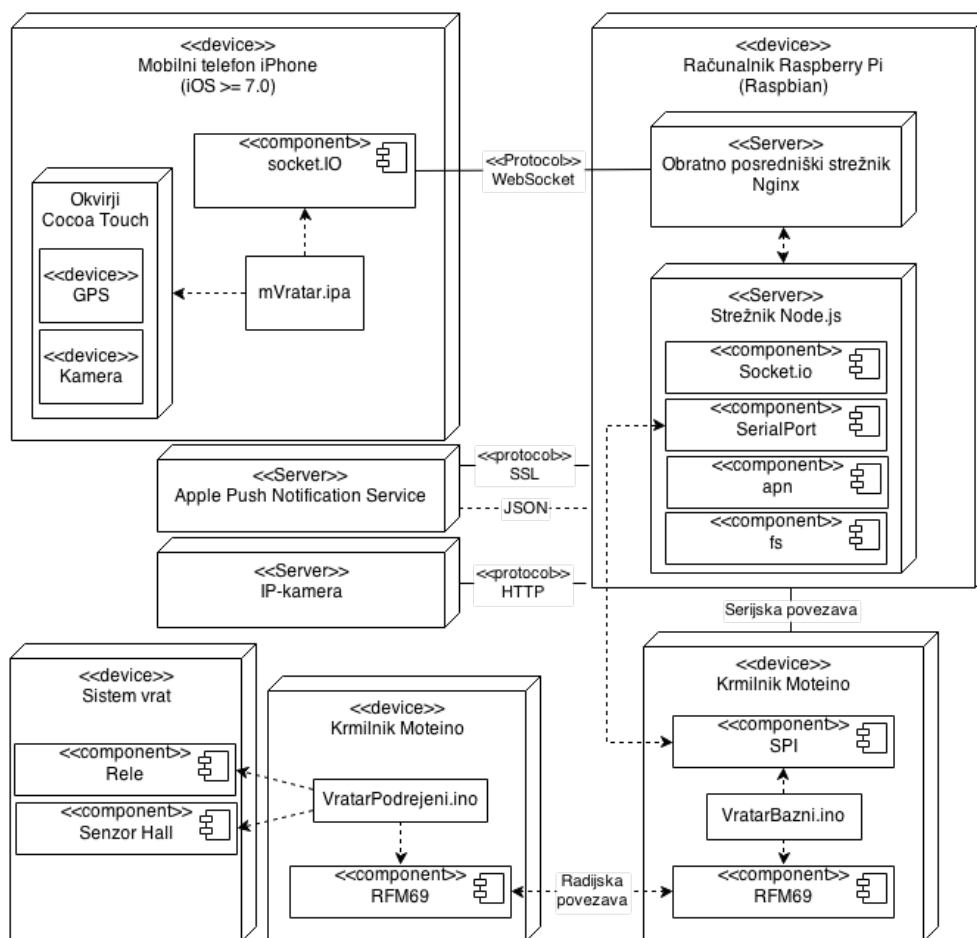 <<device>>
Mobilni telefon iPhone
(iOS >= 7.0)
<<component>>
socket.IO
Okvirji
Cocoa Touch
<<device>>
GPS
<<device>>
Kamera
mVratar.ipa
<<Protocol>>
WebSocket
<<device>>
Računalnik Raspberry Pi
(Raspbian)
<<Server>>
Obratno posredniški strežnik
Nginx
<<Server>>
Strežnik Node.js
<<component>>
Socket.io
<<component>>
SerialPort
<<component>>
apn
<<component>>
fs
<<Server>>
Apple Push Notification Service
<<protocol>>
SSL
JSON
<<Server>>
IP-kamera
<<protocol>>
HTTP
Serijska povezava
<<device>>
Sistem vrat
<<component>>
Rele
<<component>>
Senzor Hall
<<device>>
Krmilnik Moteino
VratarPodrejeni.ino
<<component>>
RFM69
Radijska
povezava
<<device>>
Krmilnik Moteino
<<component>>
SPI
VratarBazni.ino
<<component>>
RFM69